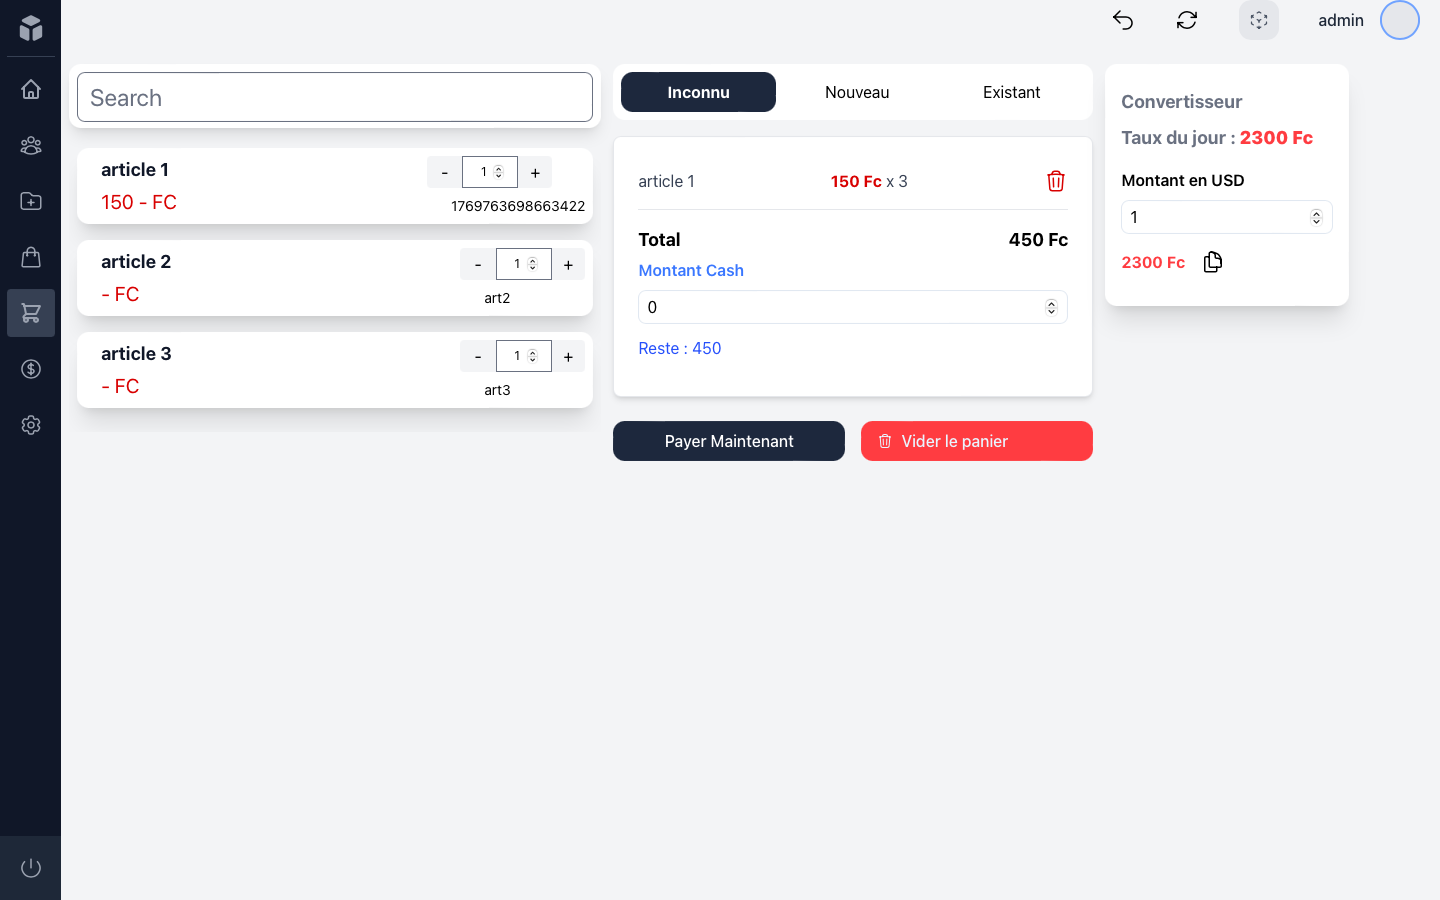 admin
Search
article 1
- 1 +
150 - FC
1769763698663422
article 2
- 1 +
- FC
art2
article 3
- 1 +
- FC
art3
Inconnu Nouveau Existant
article 1 150 Fc x 3
Total 450 Fc
Montant Cash
0
Reste : 450
Payer Maintenant Vider le panier
Convertisseur
Taux du jour : 2300 Fc
Montant en USD
1
2300 Fc